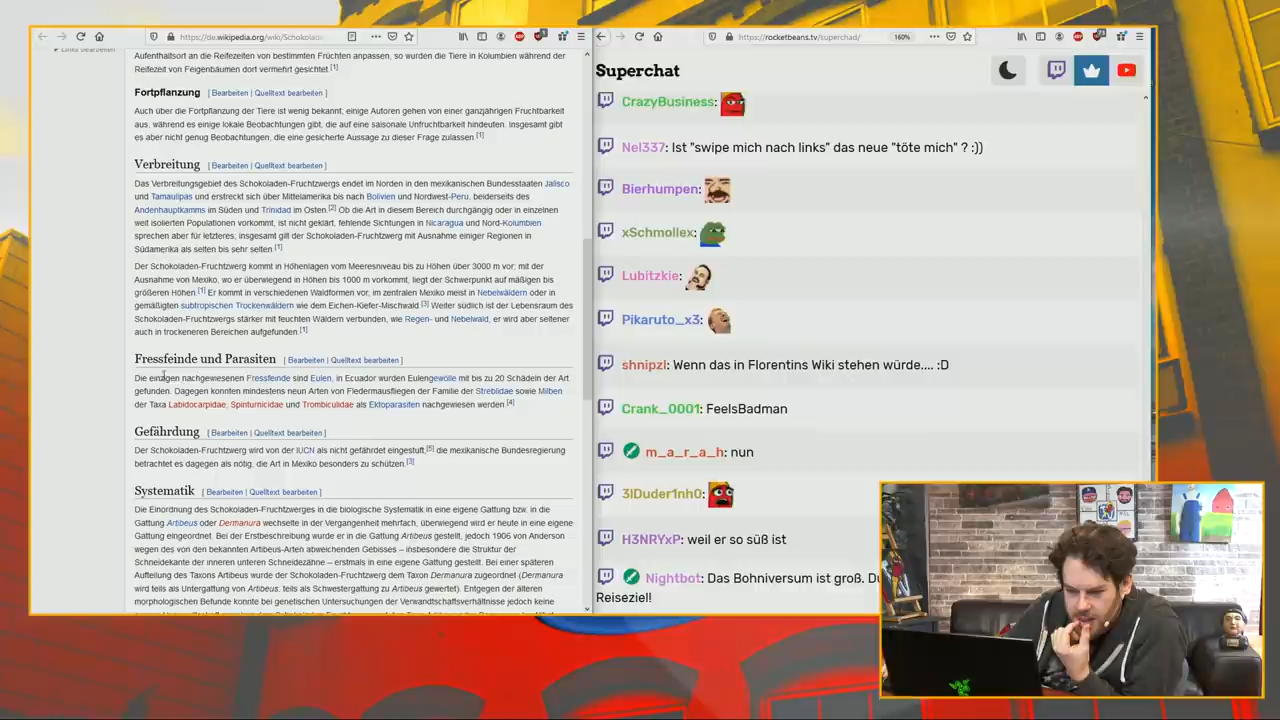 https://de.wikipedia.org/wiki/Schokolad
Links bearbeiten
Aufenthaltsort an die Reifezeiten von bestimmten Früchten anpassen, so wurden die Tiere in Kolumbien während der
Reifezeit von Feigenbäumen dort vermehrt gesichtet.[1]
Fortpflanzung [ Bearbeiten | Quelltext bearbeiten ]
Auch über die Fortpflanzung der Tiere ist wenig bekannt; einige Autoren gehen von einer ganzjährigen Fruchtbarkeit
aus, während es einige lokale Beobachtungen gibt, die auf eine saisonale Unfruchtbarkeit hindeuten. Insgesamt gibt
es aber nicht genug Beobachtungen, die eine gesicherte Aussage zu dieser Frage zulassen.[1]
Verbreitung [ Bearbeiten | Quelltext bearbeiten ]
Das Verbreitungsgebiet des Schokoladen-Fruchtzwergs endet im Norden in den mexikanischen Bundesstaaten Jalisco
und Tamaulipas und erstreckt sich über Mittelamerika bis nach Bolivien und Nordwest-Peru, beiderseits des
Andenhauptkamms im Süden und Trinidad im Osten.[2] Ob die Art in diesem Bereich durchgängig oder in einzelnen
weit isolierten Populationen vorkommt, ist nicht geklärt, fehlende Sichtungen in Nicaragua und Nord-Kolumbien
sprechen aber für letzteres; insgesamt gilt der Schokoladen-Fruchtzwerg mit Ausnahme einiger Regionen in
Südamerika als selten bis sehr selten.[1]
Der Schokoladen-Fruchtzwerg kommt in Höhenlagen vom Meeresniveau bis zu Höhen über 3000 m vor; mit der
Ausnahme von Mexiko, wo er überwiegend in Höhen bis 1000 m vorkommt, liegt der Schwerpunkt auf mäßigen bis
größeren Höhen.[1] Er kommt in verschiedenen Waldformen vor, im zentralen Mexiko meist in Nebelwäldern oder in
gemäßigten subtropischen Trockenwäldern wie dem Eichen-Kiefer-Mischwald.[3] Weiter südlich ist der Lebensraum des
Schokoladen-Fruchtzwergs stärker mit feuchten Wäldern verbunden, wie Regen- und Nebelwald, er wird aber seltener
auch in trockeneren Bereichen aufgefunden.[1]
Fressfeinde und Parasiten [ Bearbeiten | Quelltext bearbeiten ]
Die einzigen nachgewiesenen Fressfeinde sind Eulen, in Ecuador wurden Eulengewölle mit bis zu 20 Schädeln der Art
gefunden. Dagegen konnten mindestens neun Arten von Fledermausfliegen der Familie der Streblidae sowie Milben
der Taxa Labidocarpidae, Spinturnicidae und Trombiculidae als Ektoparasiten nachgewiesen werden.[4]
Gefährdung [ Bearbeiten | Quelltext bearbeiten ]
Der Schokoladen-Fruchtzwerg wird von der IUCN als nicht gefährdet eingestuft,[5] die mexikanische Bundesregierung
betrachtet es dagegen als nötig, die Art in Mexiko besonders zu schützen.[3]
Systematik [ Bearbeiten | Quelltext bearbeiten ]
Die Einordnung des Schokoladen-Fruchtzwerges in die biologische Systematik in eine eigene Gattung bzw. in die
Gattung Artibeus oder Dermanura wechselte in der Vergangenheit mehrfach, überwiegend wird er heute in eine eigene
Gattung eingeordnet. Bei der Erstbeschreibung wurde er in die Gattung Artibeus gestellt, jedoch 1906 von Anderson
wegen des von den bekannten Artibeus-Arten abweichenden Gebisses – insbesondere die Struktur der
Schneidekante der inneren unteren Schneidezähne – erstmals in eine eigene Gattung gestellt. Bei einer späteren
Aufteilung des Taxons Artibeus wurde der Schokoladen-Fruchtzwerg dem Taxon Dermanura zugeordnet (Dermanura
wird teils als Untergattung von Artibeus, teils als Schwestergattung zu Artibeus gewertet). Entgegen der älteren
morphologischen Befunde konnte bei genetischen Untersuchungen der Verwandtschaftsverhältnisse jedoch keine
https://rocketbeans.tv/superchad/
160%
Superchat
CrazyBusiness:
Nel337: Ist "swipe mich nach links" das neue "töte mich" ? :))
Bierhumpen:
xSchmollex:
Lubitzkie:
Pikaruto_x3:
shnipzl: Wenn das in Florentins Wiki stehen würde.... :D
Crank_0001: FeelsBadman
m_a_r_a_h: nun
3lDuder1nh0:
H3NRYxP: weil er so süß ist
Nightbot: Das Bohniversum ist groß. Du
Reiseziel!